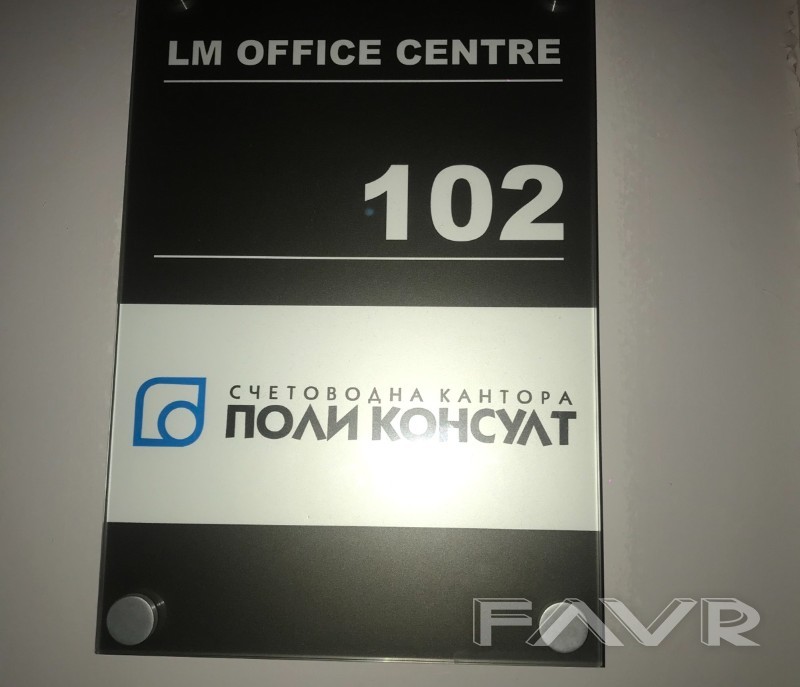 LM OFFICE CENTRE
102
СЧЕТОВОДНА КАНТОРА
ПОЛИ КОНСУЛТ
FAVR